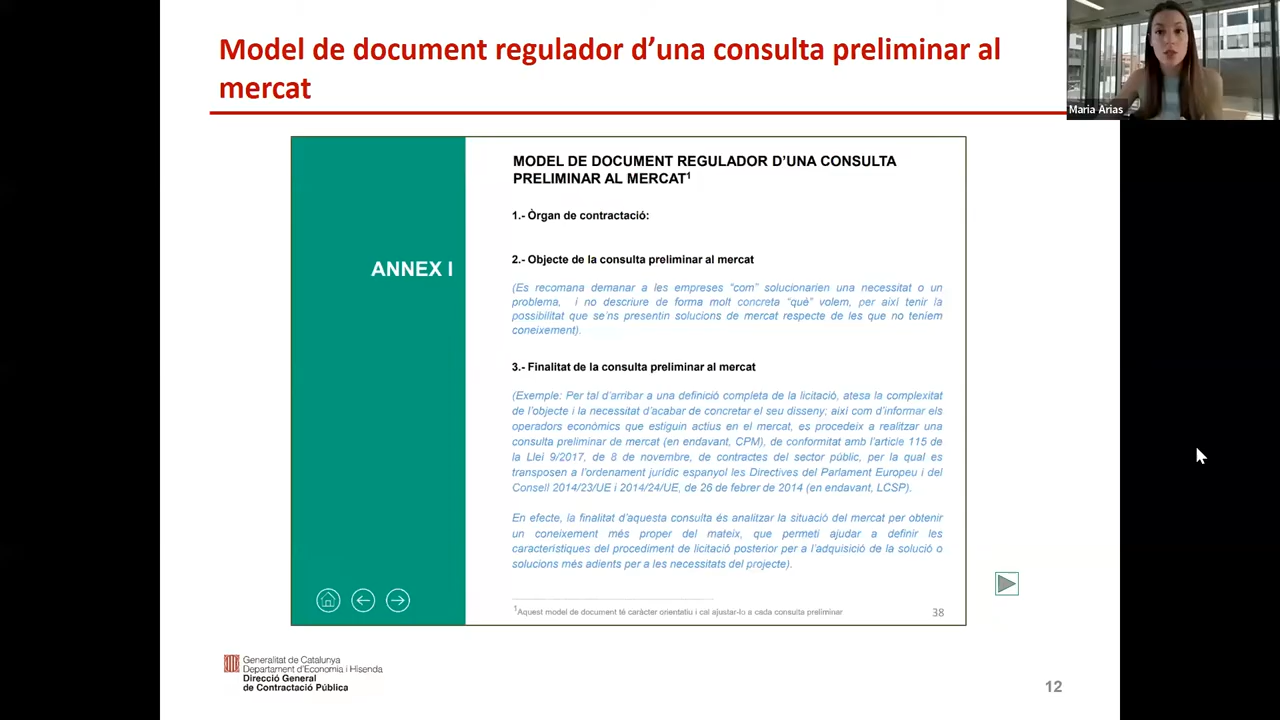 Model de document regulador d’una consulta preliminar al
mercat
Maria Arias
MODEL DE DOCUMENT REGULADOR D’UNA CONSULTA
PRELIMINAR AL MERCAT¹
1.- Òrgan de contractació:
2.- Objecte de la consulta preliminar al mercat
ANNEX I
(Es recomana demanar a les empreses “com” solucionarien una necessitat o un
problema, i no descriure de forma molt concreta “què” volem, per així tenir la
possibilitat que se'ns presentin solucions de mercat respecte de les que no teníem
coneixement).
3.- Finalitat de la consulta preliminar al mercat
(Exemple: Per tal d’arribar a una definició completa de la licitació, atesa la complexitat
de l’objecte i la necessitat d’acabar de concretar el seu disseny; així com d’informar els
operadors econòmics que estiguin actius en el mercat, es procedeix a realitzar una
consulta preliminar de mercat (en endavant, CPM), de conformitat amb l’article 115 de
la Llei 9/2017, de 8 de novembre, de contractes del sector públic, per la qual es
transposen a l’ordenament jurídic espanyol les Directives del Parlament Europeu i del
Consell 2014/23/UE i 2014/24/UE, de 26 de febrer de 2014 (en endavant, LCSP).
En efecte, la finalitat d’aquesta consulta és analitzar la situació del mercat per obtenir
un coneixement més proper del mateix, que permeti ajudar a definir les
característiques del procediment de licitació posterior per a l’adquisició de la solució o
solucions més adients per a les necessitats del projecte).
¹Aquest model de document té caràcter orientatiu i cal ajustar-lo a cada consulta preliminar
38
Generalitat de Catalunya
Departament d’Economia i Hisenda
Direcció General
de Contractació Pública
12